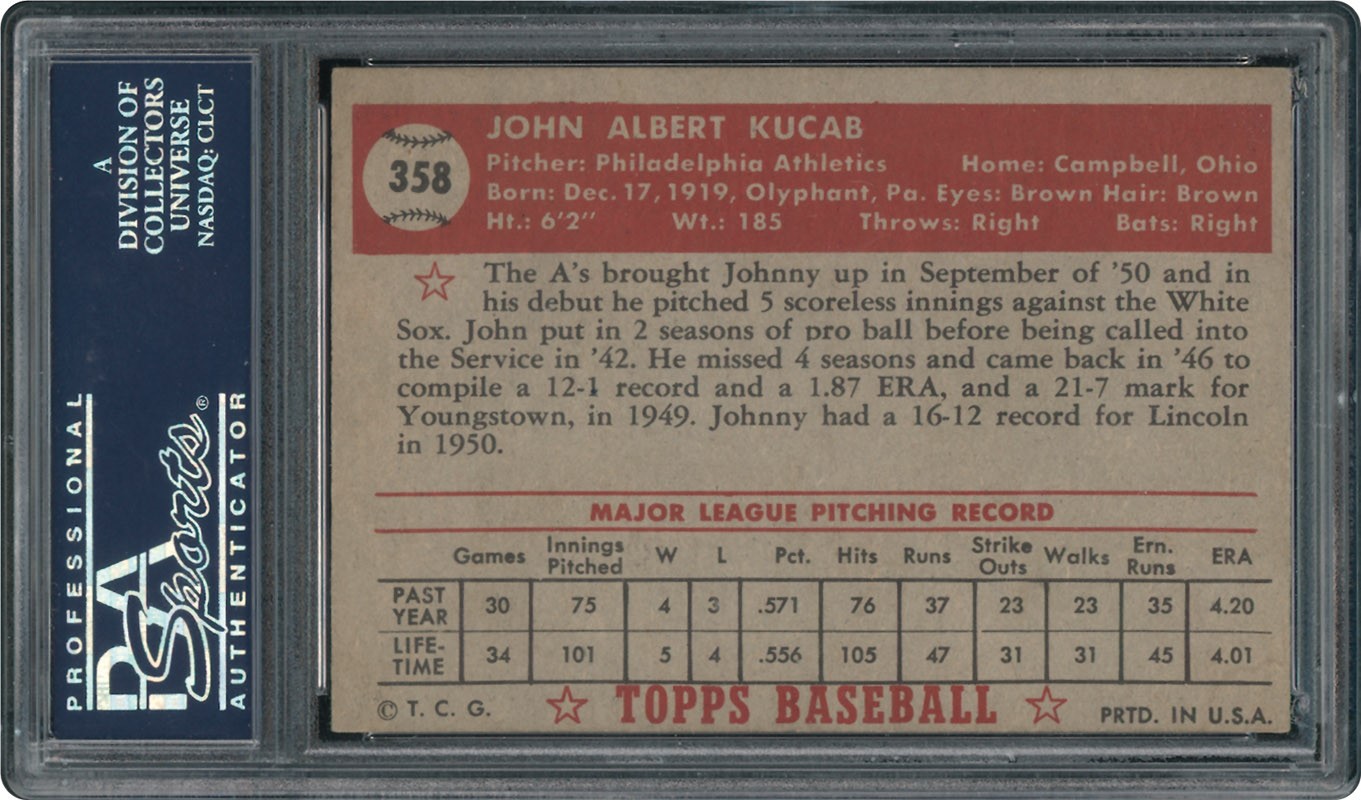 A
DIVISION OF
COLLECTORS
UNIVERSE
NASDAQ: CLCT
PROFESSIONAL
PSA
Sports®
AUTHENTICATOR
358
JOHN ALBERT KUCAB
Pitcher: Philadelphia Athletics Home: Campbell, Ohio
Born: Dec. 17, 1919, Olyphant, Pa. Eyes: Brown Hair: Brown
Ht.: 6'2" Wt.: 185 Throws: Right Bats: Right
The A's brought Johnny up in September of '50 and in
his debut he pitched 5 scoreless innings against the White
Sox. John put in 2 seasons of pro ball before being called into
the Service in '42. He missed 4 seasons and came back in '46 to
compile a 12-1 record and a 1.87 ERA, and a 21-7 mark for
Youngstown, in 1949. Johnny had a 16-12 record for Lincoln
in 1950.
MAJOR LEAGUE PITCHING RECORD
Games Innings Pitched W L Pct. Hits Runs Strike Outs Walks Ern. Runs ERA
PAST YEAR 30 75 4 3 .571 76 37 23 23 35 4.20
LIFE-TIME 34 101 5 4 .556 105 47 31 31 45 4.01
© T. C. G. TOPPS BASEBALL PRTD. IN U.S.A.